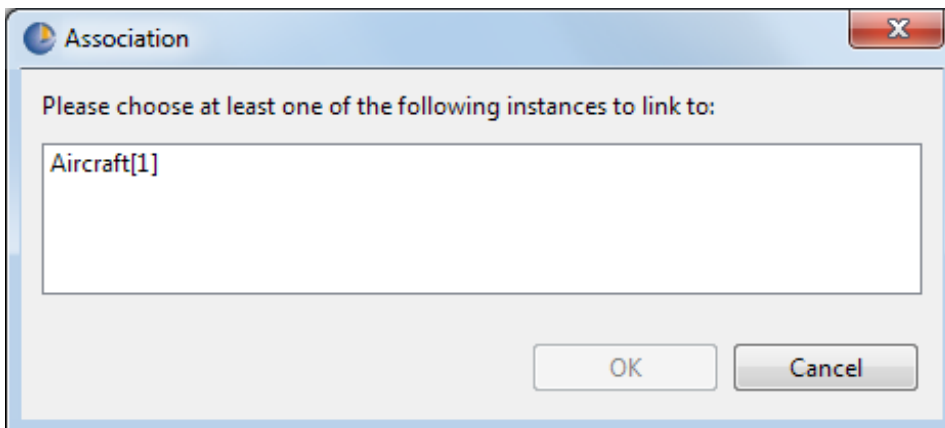 Association
Please choose at least one of the following instances to link to:
Aircraft[1]
OK
Cancel